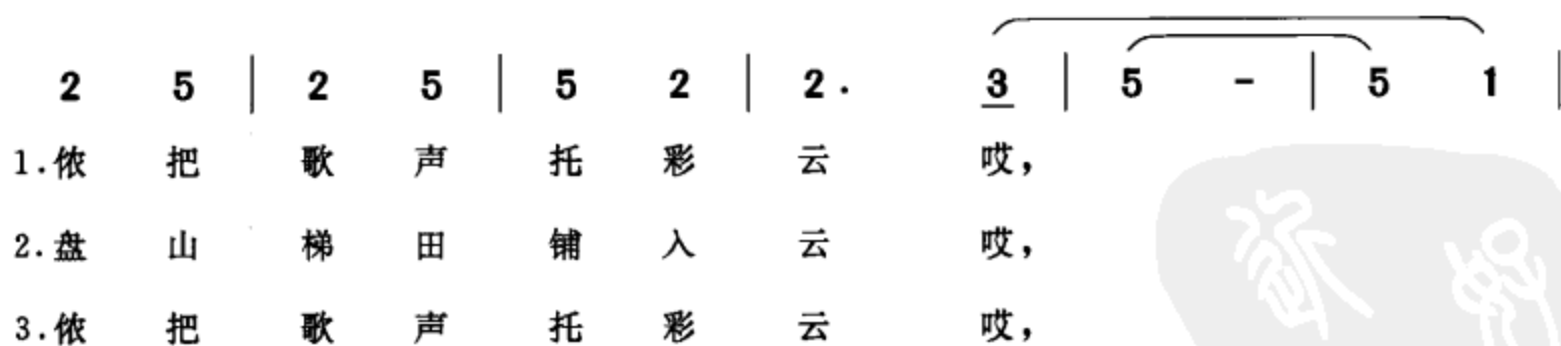 2 5 | 2 5 | 5 2 | 2. 3 | 5 - | 5 1 |
1.侬 把 歌 声 托 彩 云 哎，
2.盘 山 梯 田 铺 入 云 哎，
3.侬 把 歌 声 托 彩 云 哎，